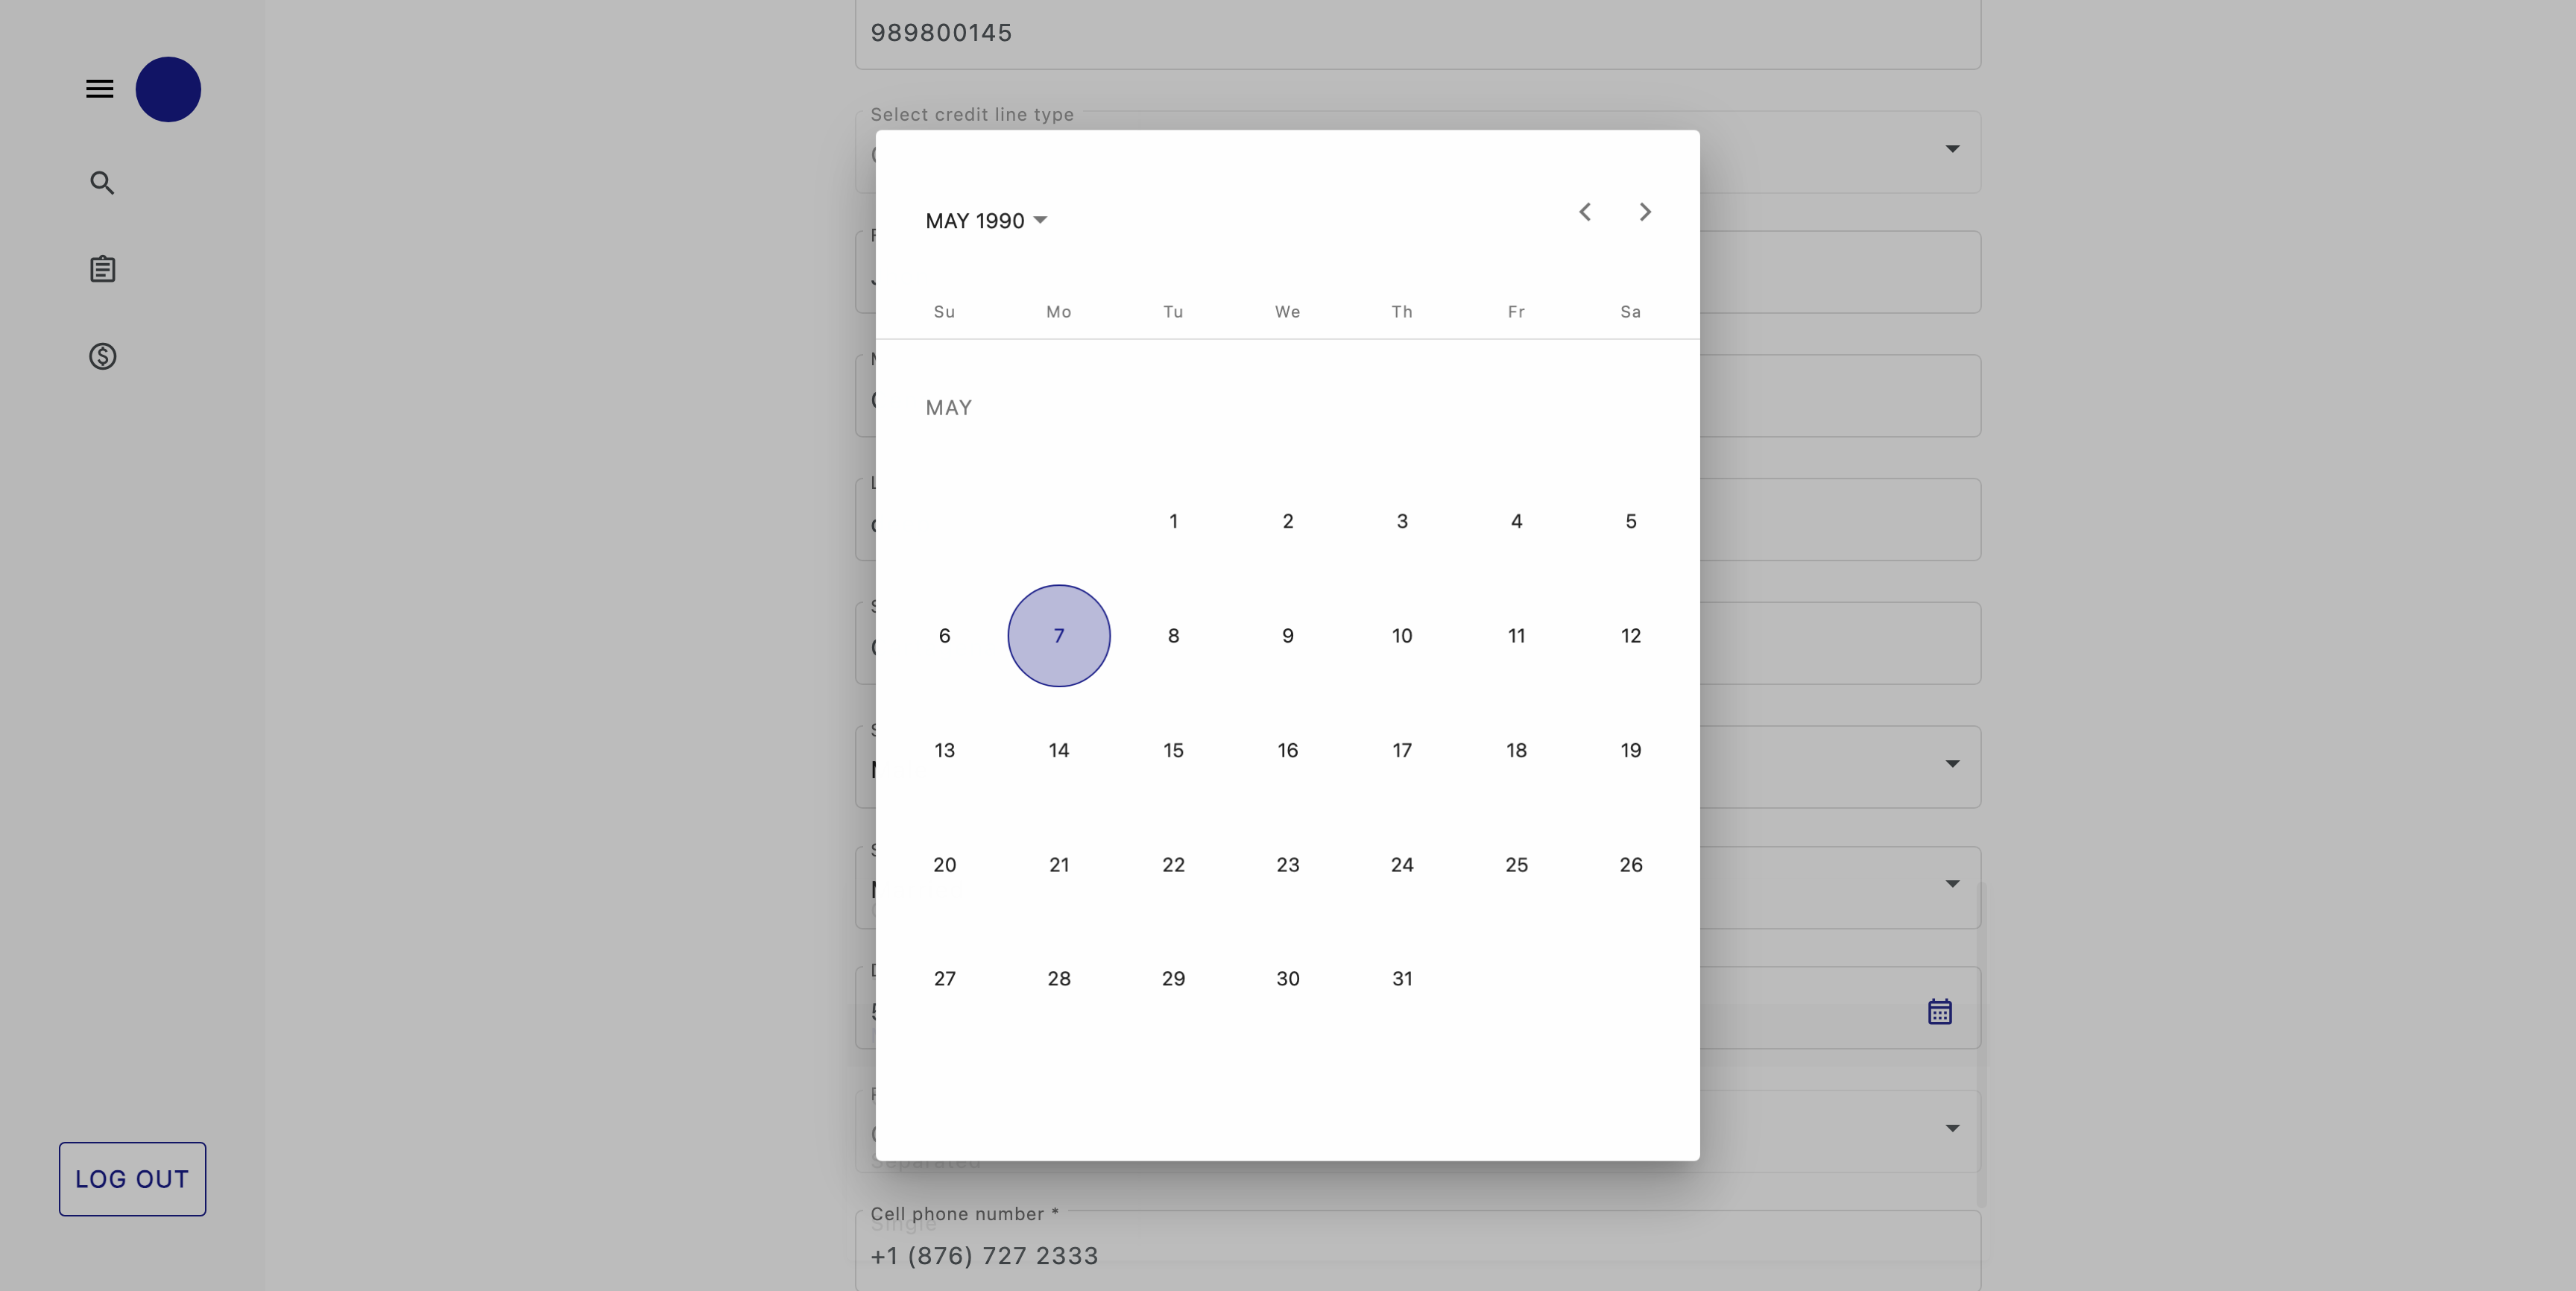 989800145
Select credit line type
MAY 1990
Su Mo Tu We Th Fr Sa
MAY
1 2 3 4 5
6 7 8 9 10 11 12
13 14 15 16 17 18 19
20 21 22 23 24 25 26
27 28 29 30 31
Separated
Cell phone number *
Single
+1 (876) 727 2333
LOG OUT